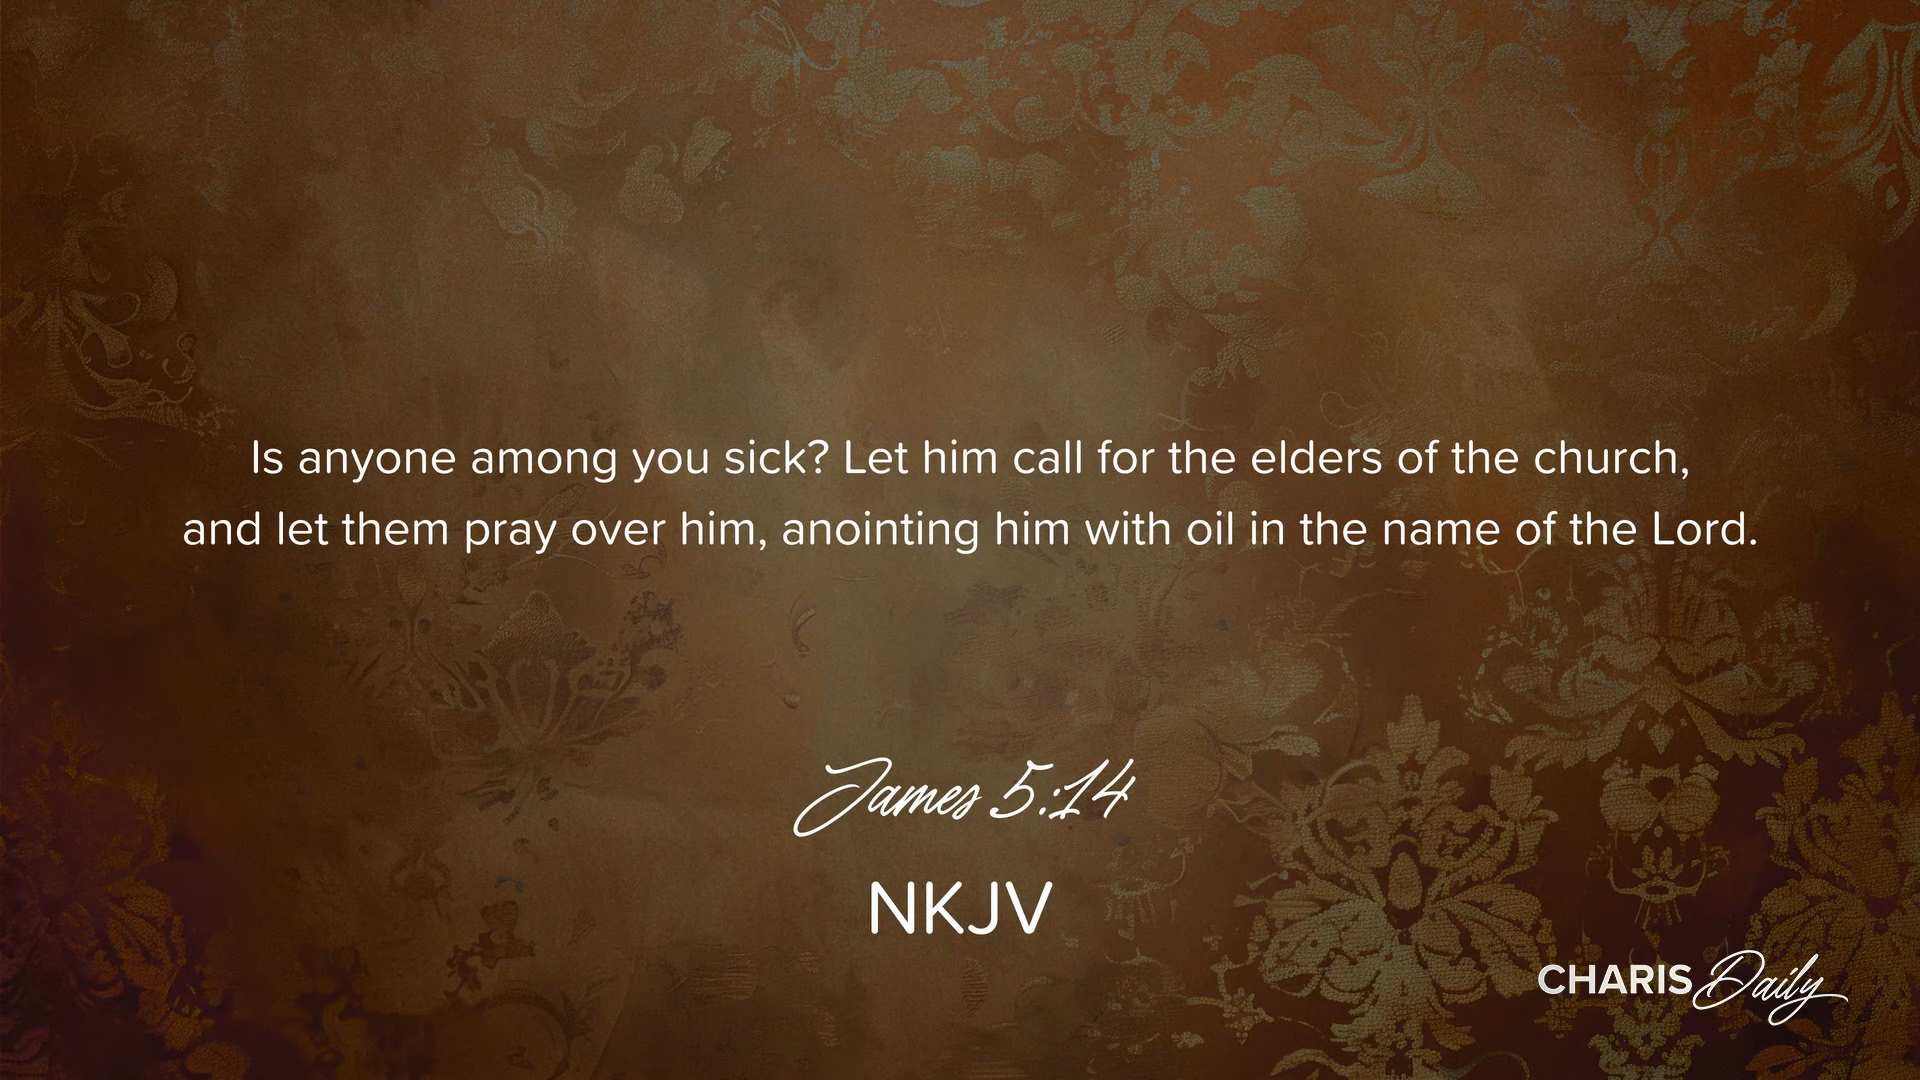 Is anyone among you sick? Let him call for the elders of the church,
and let them pray over him, anointing him with oil in the name of the Lord.
James 5:14
NKJV
CHARIS Daily